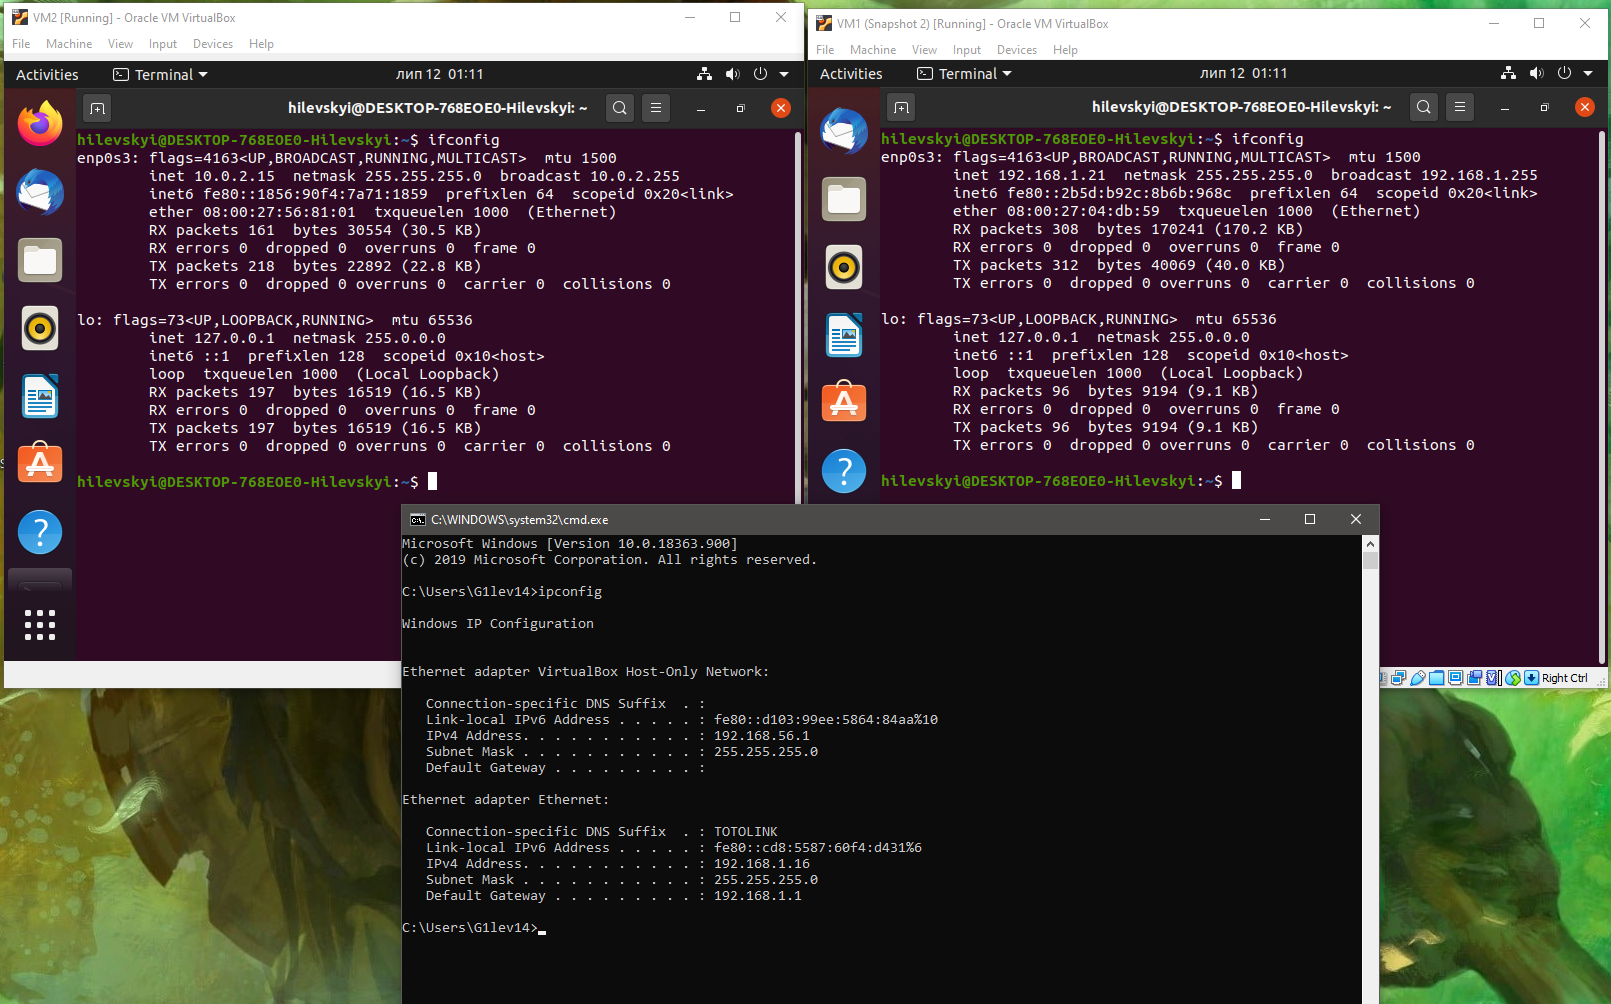 VM2 [Running] - Oracle VM VirtualBox
File Machine View Input Devices Help
Activities Terminal лип 12 01:11
hilevskyi@DESKTOP-768EOE0-Hilevskyi: ~
hilevskyi@DESKTOP-768EOE0-Hilevskyi:~$ ifconfig
enp0s3: flags=4163<UP,BROADCAST,RUNNING,MULTICAST>  mtu 1500
        inet 10.0.2.15  netmask 255.255.255.0  broadcast 10.0.2.255
        inet6 fe80::1856:90f4:7a71:1859  prefixlen 64  scopeid 0x20<link>
        ether 08:00:27:56:81:01  txqueuelen 1000  (Ethernet)
        RX packets 161  bytes 30554 (30.5 KB)
        RX errors 0  dropped 0  overruns 0  frame 0
        TX packets 218  bytes 22892 (22.8 KB)
        TX errors 0  dropped 0 overruns 0  carrier 0  collisions 0
lo: flags=73<UP,LOOPBACK,RUNNING>  mtu 65536
        inet 127.0.0.1  netmask 255.0.0.0
        inet6 ::1  prefixlen 128  scopeid 0x10<host>
        loop  txqueuelen 1000  (Local Loopback)
        RX packets 197  bytes 16519 (16.5 KB)
        RX errors 0  dropped 0  overruns 0  frame 0
        TX packets 197  bytes 16519 (16.5 KB)
        TX errors 0  dropped 0 overruns 0  carrier 0  collisions 0
hilevskyi@DESKTOP-768EOE0-Hilevskyi:~$
VM1 (Snapshot 2) [Running] - Oracle VM VirtualBox
File Machine View Input Devices Help
Activities Terminal лип 12 01:11
hilevskyi@DESKTOP-768EOE0-Hilevskyi: ~
hilevskyi@DESKTOP-768EOE0-Hilevskyi:~$ ifconfig
enp0s3: flags=4163<UP,BROADCAST,RUNNING,MULTICAST>  mtu 1500
        inet 192.168.1.21  netmask 255.255.255.0  broadcast 192.168.1.255
        inet6 fe80::2b5d:b92c:8b6b:968c  prefixlen 64  scopeid 0x20<link>
        ether 08:00:27:04:db:59  txqueuelen 1000  (Ethernet)
        RX packets 308  bytes 170241 (170.2 KB)
        RX errors 0  dropped 0  overruns 0  frame 0
        TX packets 312  bytes 40069 (40.0 KB)
        TX errors 0  dropped 0 overruns 0  carrier 0  collisions 0
lo: flags=73<UP,LOOPBACK,RUNNING>  mtu 65536
        inet 127.0.0.1  netmask 255.0.0.0
        inet6 ::1  prefixlen 128  scopeid 0x10<host>
        loop  txqueuelen 1000  (Local Loopback)
        RX packets 96  bytes 9194 (9.1 KB)
        RX errors 0  dropped 0  overruns 0  frame 0
        TX packets 96  bytes 9194 (9.1 KB)
        TX errors 0  dropped 0 overruns 0  carrier 0  collisions 0
hilevskyi@DESKTOP-768EOE0-Hilevskyi:~$
Right Ctrl
C:\WINDOWS\system32\cmd.exe
Microsoft Windows [Version 10.0.18363.900]
(c) 2019 Microsoft Corporation. All rights reserved.
C:\Users\G1lev14>ipconfig
Windows IP Configuration
Ethernet adapter VirtualBox Host-Only Network:
   Connection-specific DNS Suffix  . :
   Link-local IPv6 Address . . . . . : fe80::d103:99ee:5864:84aa%10
   IPv4 Address. . . . . . . . . . . : 192.168.56.1
   Subnet Mask . . . . . . . . . . . : 255.255.255.0
   Default Gateway . . . . . . . . . :
Ethernet adapter Ethernet:
   Connection-specific DNS Suffix  . : TOTOLINK
   Link-local IPv6 Address . . . . . : fe80::cd8:5587:60f4:d431%6
   IPv4 Address. . . . . . . . . . . : 192.168.1.16
   Subnet Mask . . . . . . . . . . . : 255.255.255.0
   Default Gateway . . . . . . . . . : 192.168.1.1
C:\Users\G1lev14>